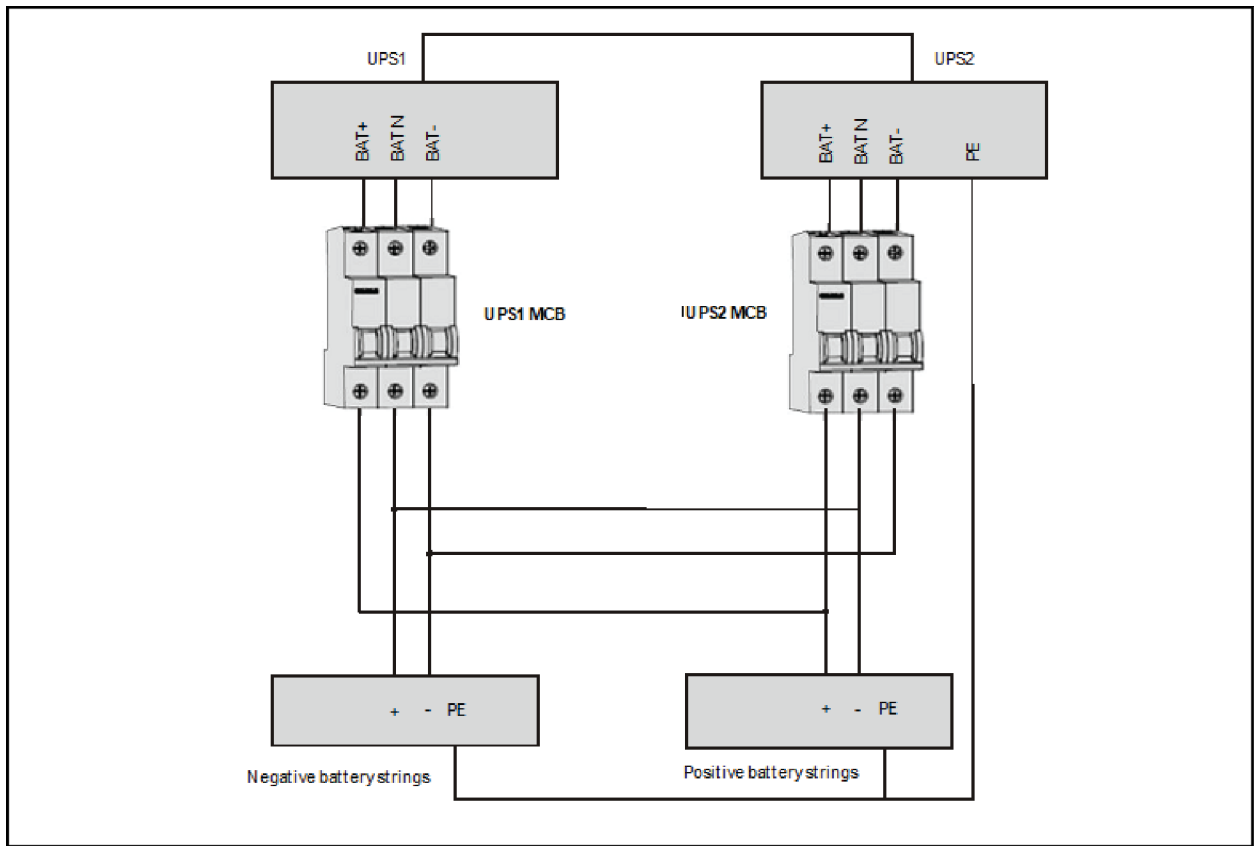 UPS1
UPS2
BAT+
BAT N
BAT-
BAT+
BAT N
BAT-
PE
UPS1 MCB
UPS2 MCB
+ - PE
+ - PE
Negative battery strings
Positive battery strings